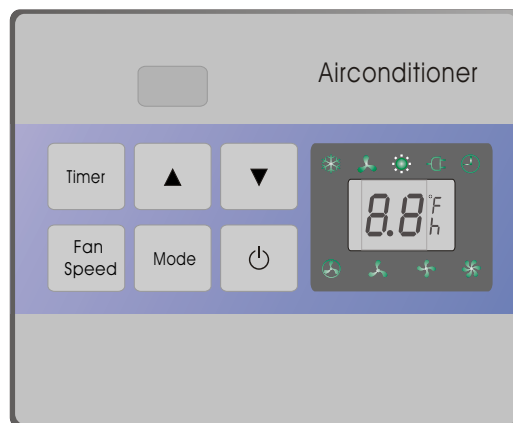 Airconditioner
Timer
▲
▼
Fan
Speed
Mode
8.8
°F
h